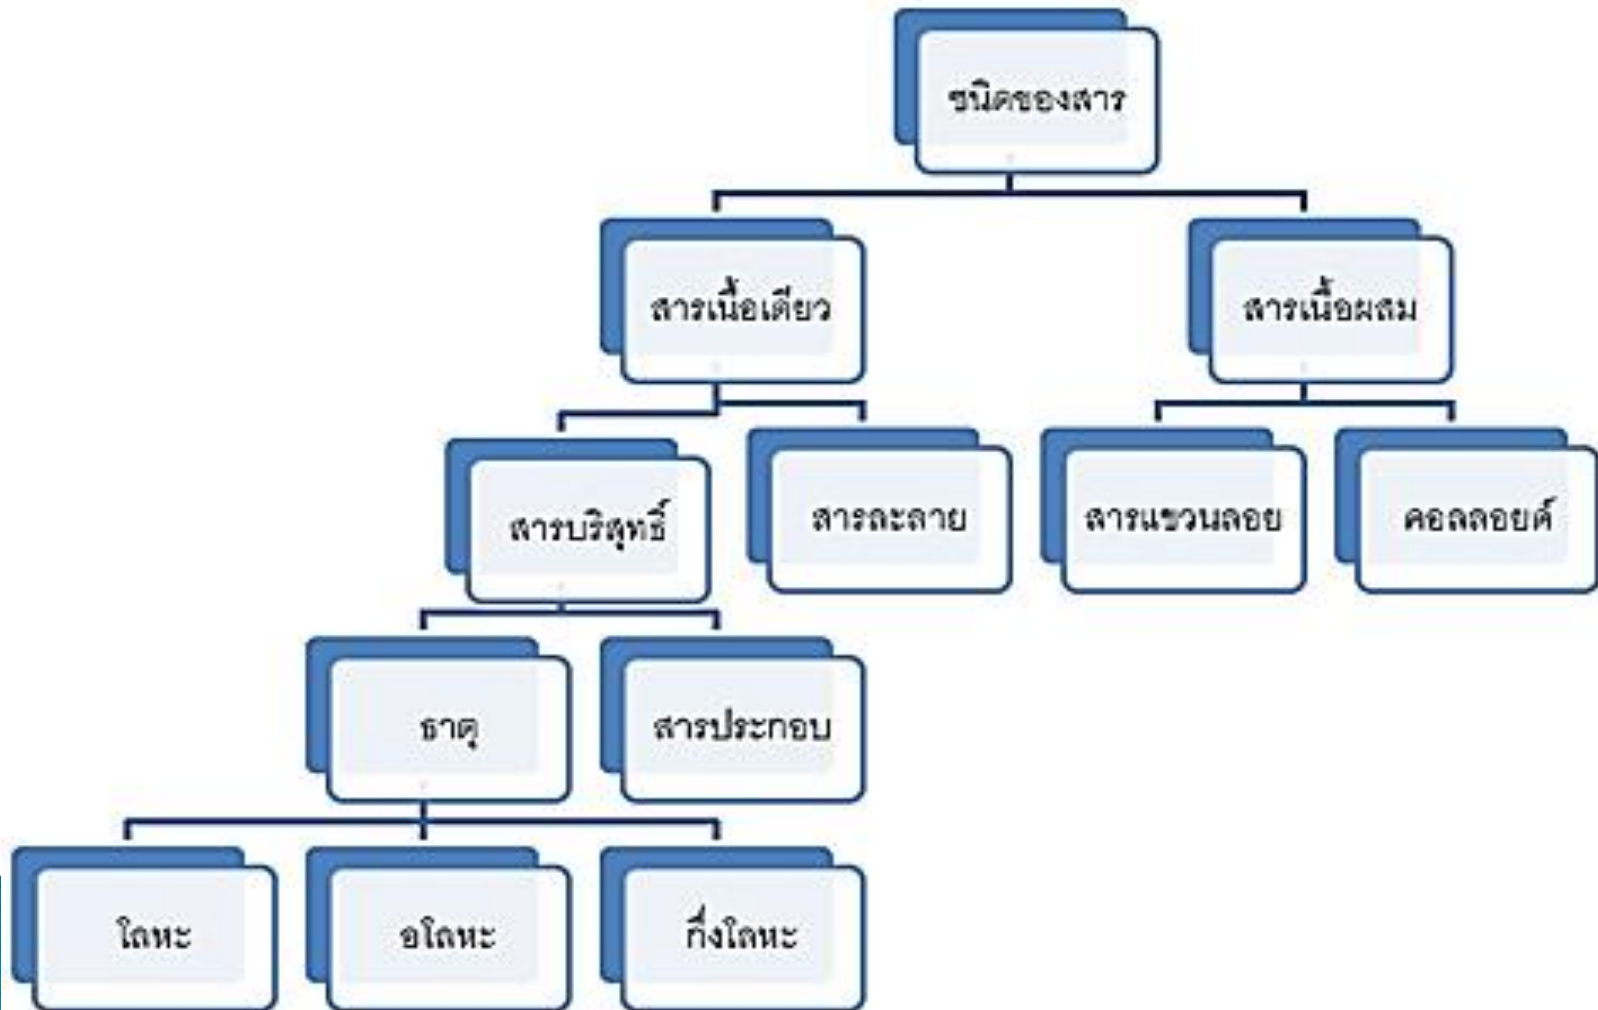 ชนิดของสาร
สารเนื้อเดียว
สารเนื้อผสม
สารบริสุทธิ์
สารละลาย
สารแขวนลอย
คอลลอยด์
ธาตุ
สารประกอบ
โลหะ
อโลหะ
กึ่งโลหะ